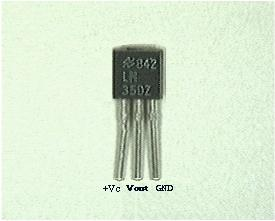 842
LM
35DZ
+Vc Vout GND